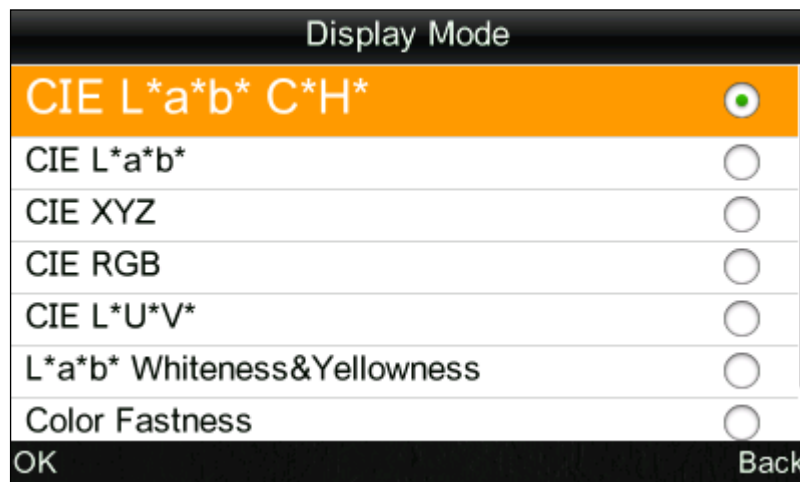 Display Mode
CIE L*a*b* C*H*
CIE L*a*b*
CIE XYZ
CIE RGB
CIE L*U*V*
L*a*b* Whiteness&Yellowness
Color Fastness
OK Back